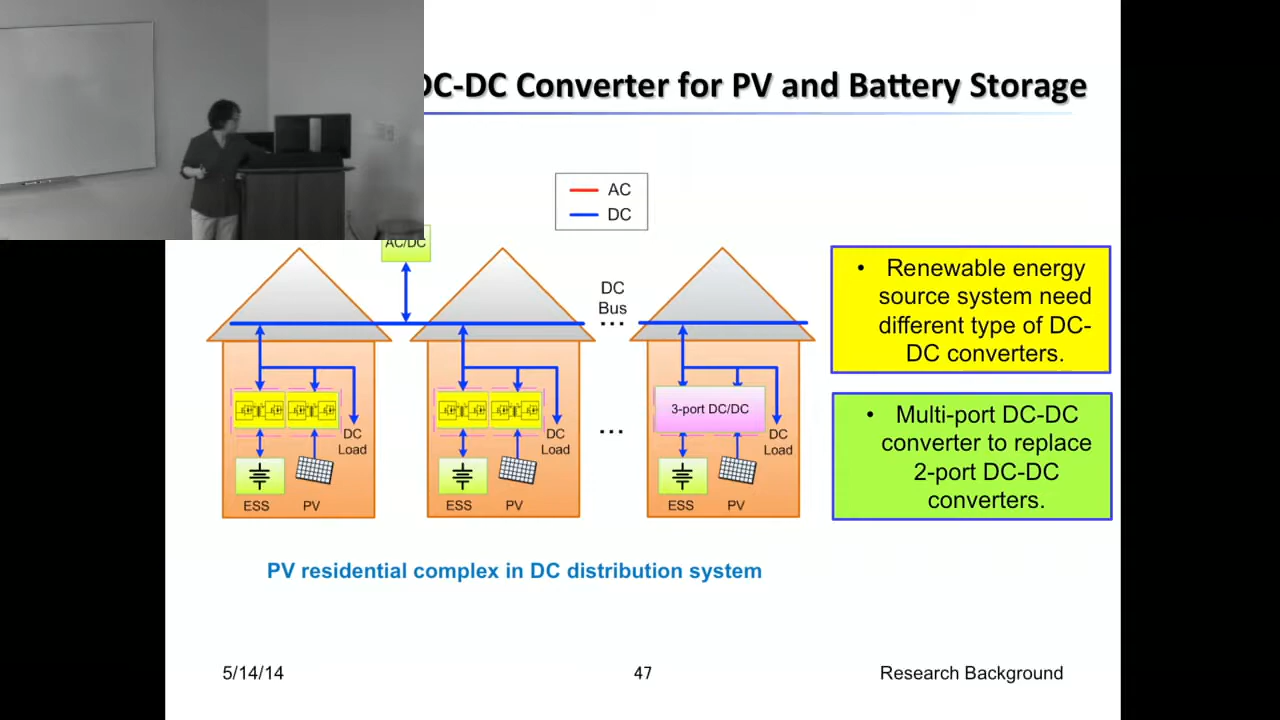 DC-DC Converter for PV and Battery Storage
AC
DC
AC/DC
DC
Bus
...
• Renewable energy
source system need
different type of DC-
DC converters.
3-port DC/DC
...
DC
Load
DC
Load
DC
Load
• Multi-port DC-DC
converter to replace
2-port DC-DC
converters.
ESS PV
ESS PV
ESS PV
PV residential complex in DC distribution system
5/14/14
47
Research Background